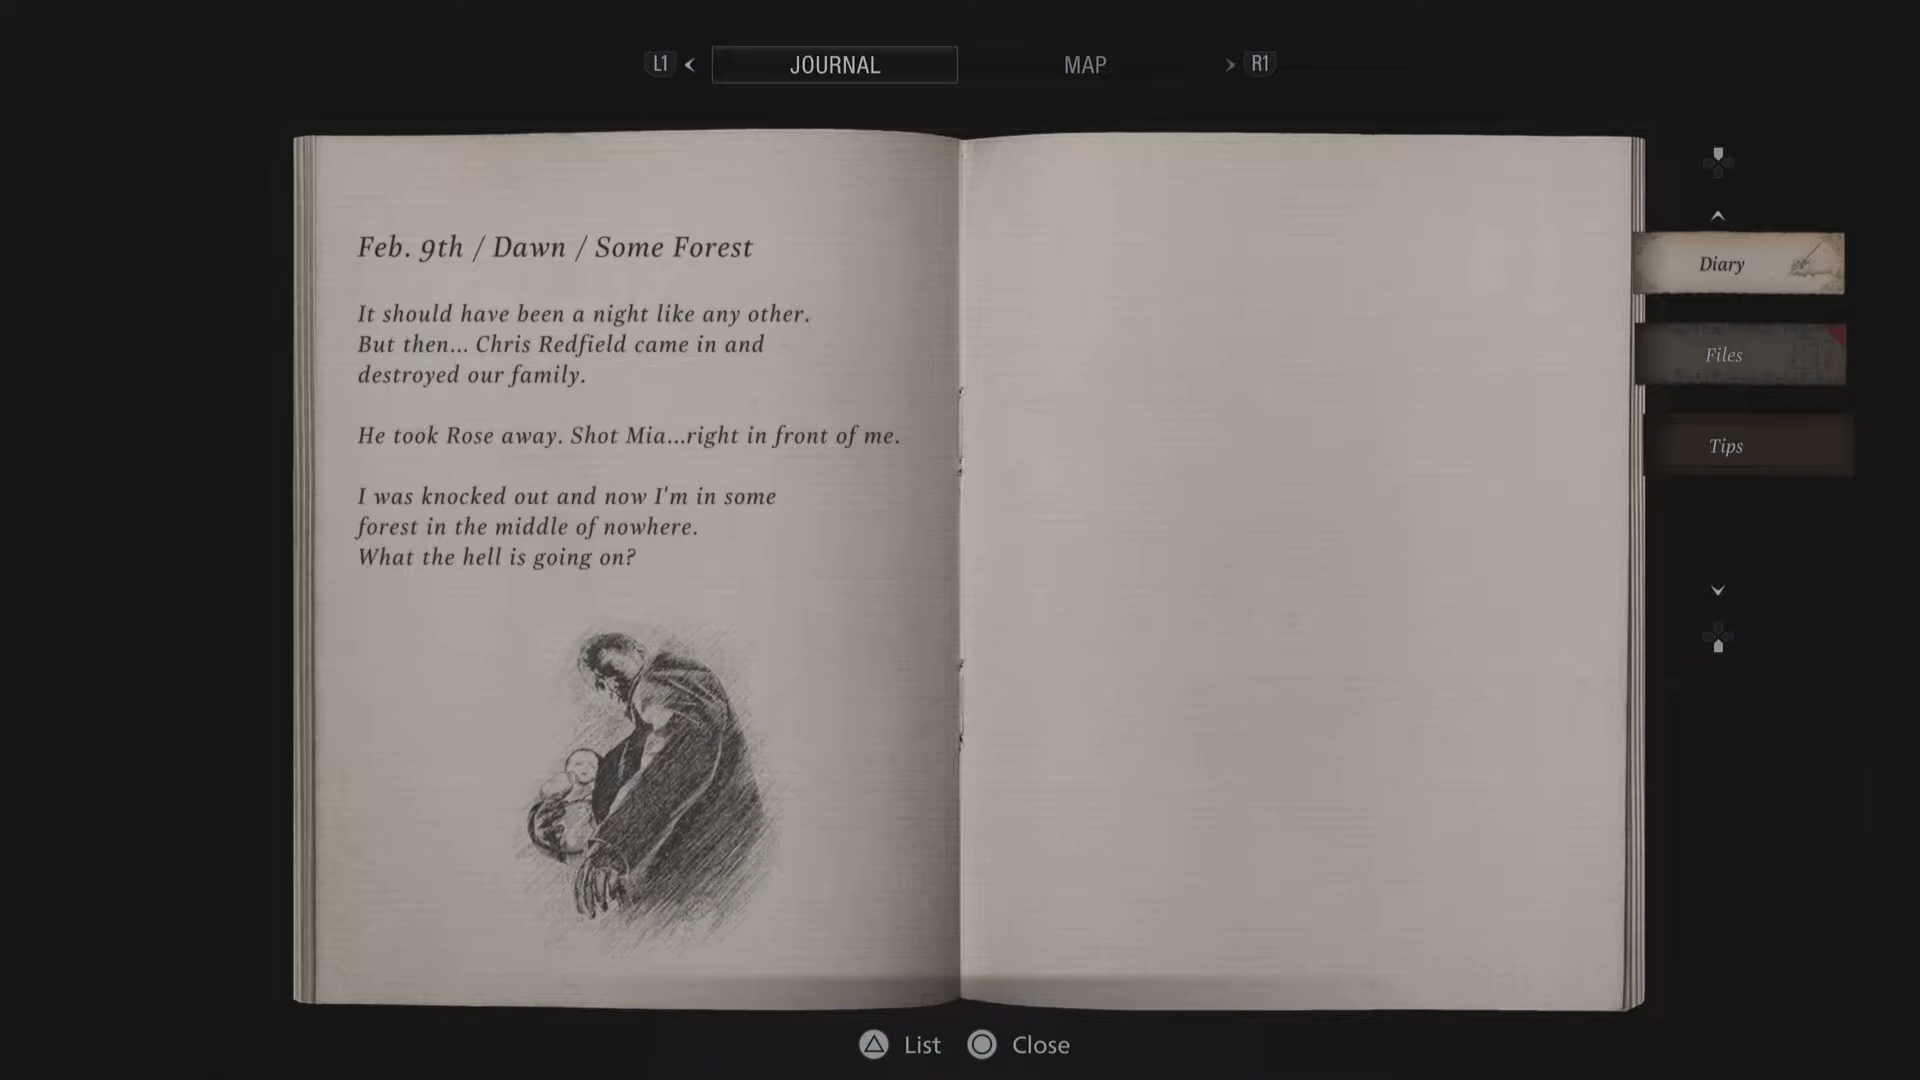 L1 JOURNAL MAP R1
Feb. 9th / Dawn / Some Forest
It should have been a night like any other.
But then... Chris Redfield came in and
destroyed our family.
He took Rose away. Shot Mia...right in front of me.
I was knocked out and now I'm in some
forest in the middle of nowhere.
What the hell is going on?
Diary
Files
Tips
List Close